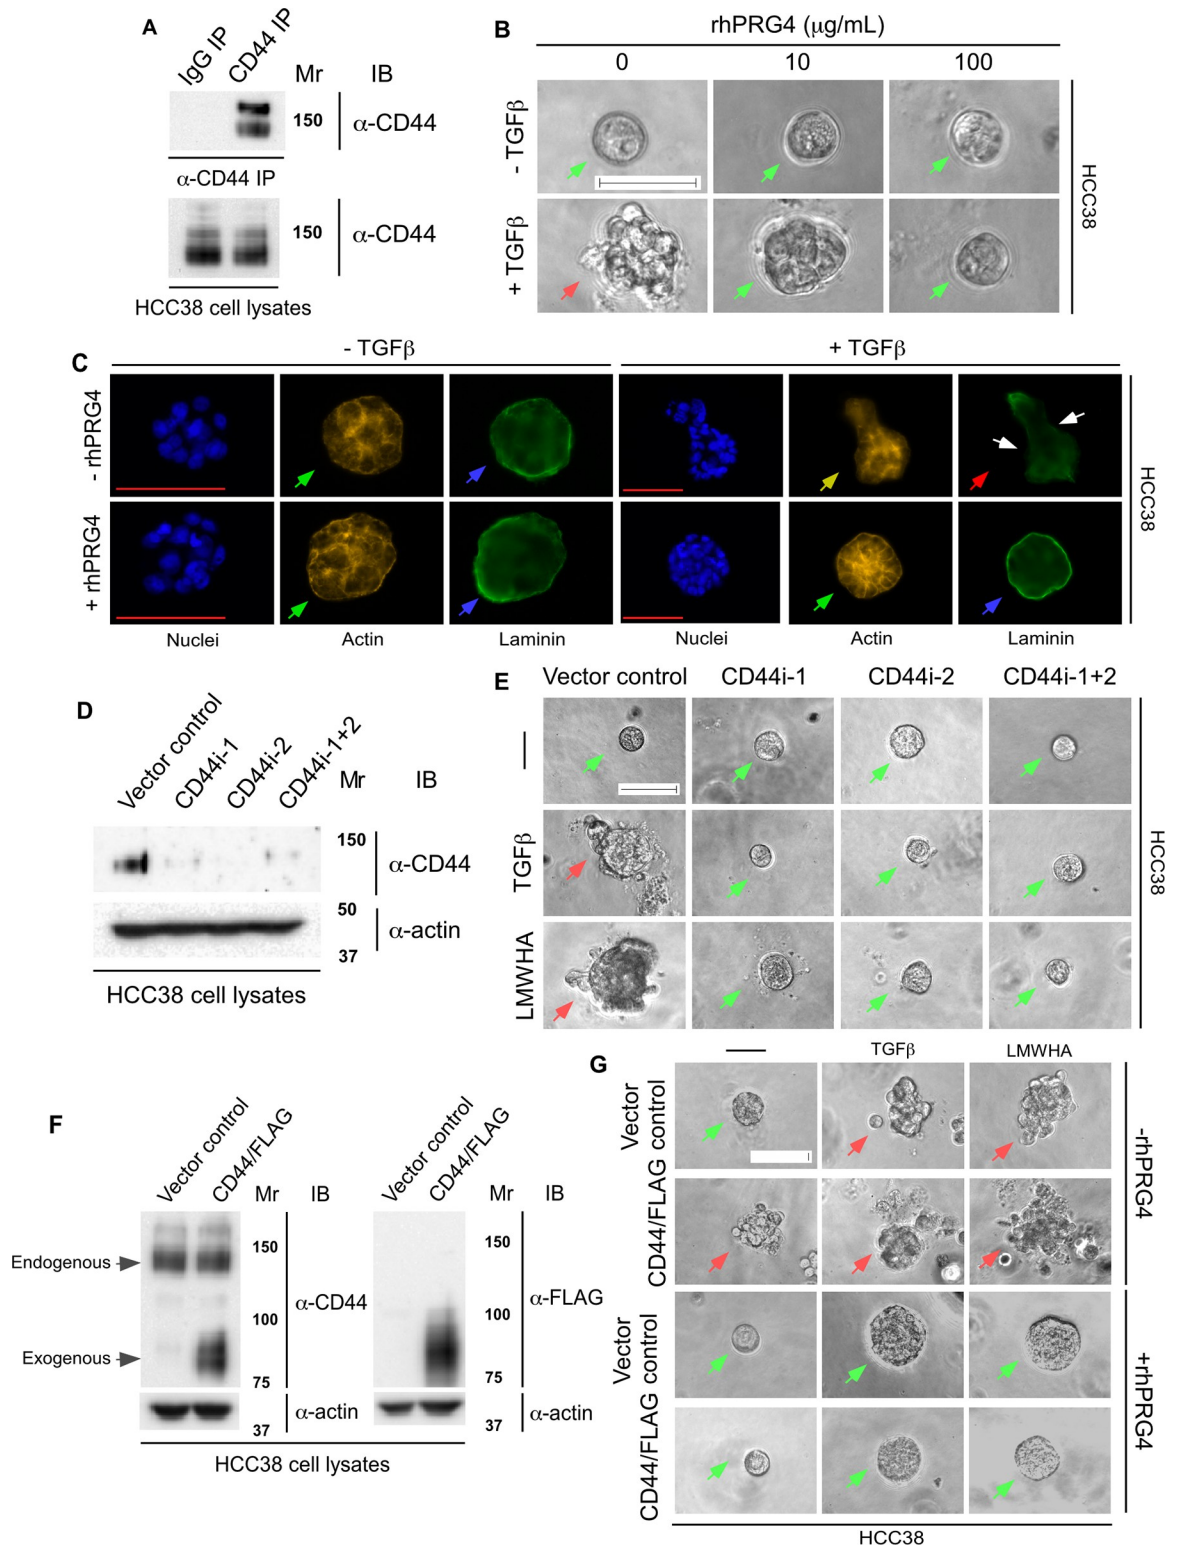 A
IgG IP
CD44 IP
Mr
IB
150
α-CD44
α-CD44 IP
150
α-CD44
HCC38 cell lysates
B
rhPRG4 (μg/mL)
0
10
100
- TGFβ
+ TGFβ
HCC38
C
- TGFβ
+ TGFβ
- rhPRG4
+ rhPRG4
HCC38
Nuclei
Actin
Laminin
Nuclei
Actin
Laminin
D
Vector control
CD44i-1
CD44i-2
CD44i-1+2
Mr
IB
150
α-CD44
50
α-actin
37
HCC38 cell lysates
E
Vector control
CD44i-1
CD44i-2
CD44i-1+2
TGFβ
LMWHA
HCC38
F
Vector control
CD44/FLAG
Mr
IB
Vector control
CD44/FLAG
Mr
IB
Endogenous
Exogenous
150
100
75
α-CD44
37
α-actin
150
100
75
α-FLAG
37
α-actin
HCC38 cell lysates
G
TGFβ
LMWHA
Vector
control
CD44/FLAG
Vector
control
CD44/FLAG
-rhPRG4
+rhPRG4
HCC38